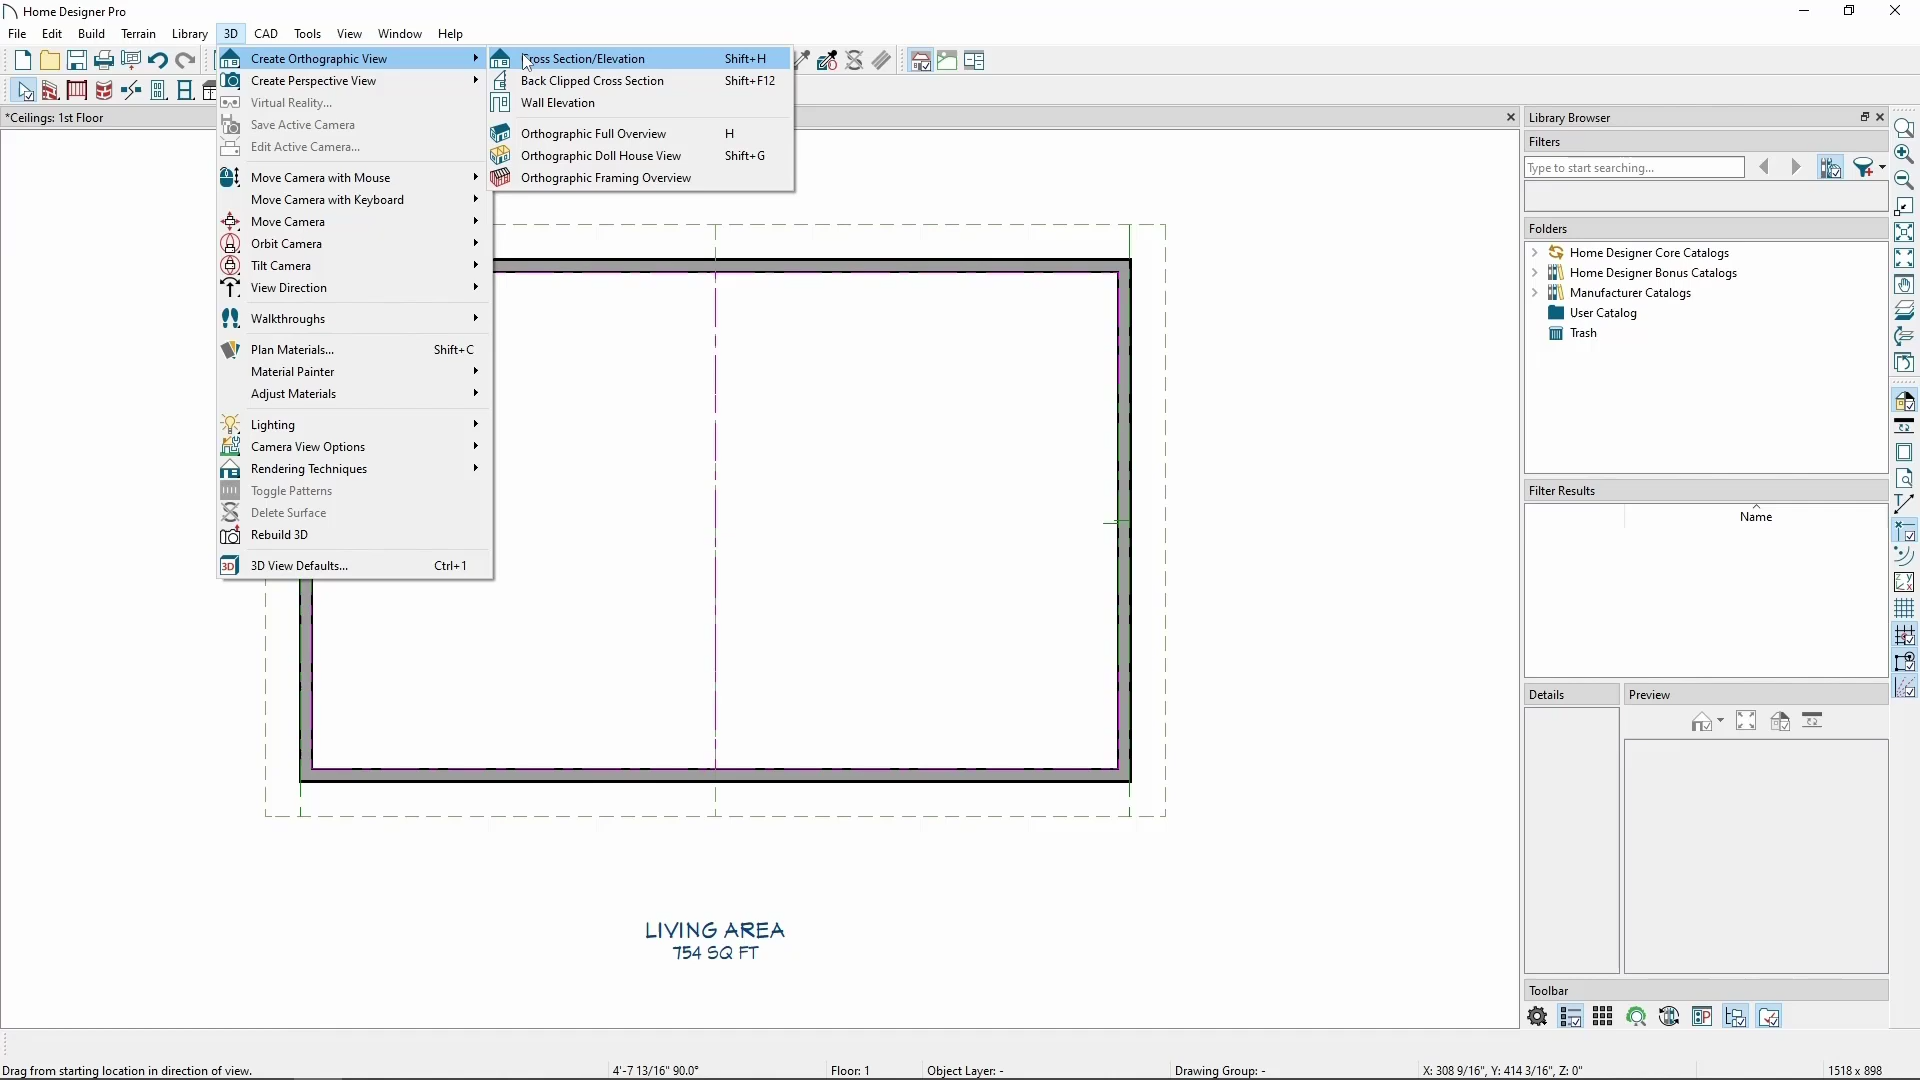 Home Designer Pro
File Edit Build Terrain Library 3D CAD Tools View Window Help
Create Orthographic View
Create Perspective View
Virtual Reality...
Save Active Camera
Edit Active Camera...
Move Camera with Mouse
Move Camera with Keyboard
Move Camera
Orbit Camera
Tilt Camera
View Direction
Walkthroughs
Plan Materials... Shift+C
Material Painter
Adjust Materials
Lighting
Camera View Options
Rendering Techniques
Toggle Patterns
Delete Surface
Rebuild 3D
3D View Defaults... Ctrl+1
Cross Section/Elevation Shift+H
Back Clipped Cross Section Shift+F12
Wall Elevation
Orthographic Full Overview H
Orthographic Doll House View Shift+G
Orthographic Framing Overview
*Ceilings: 1st Floor
LIVING AREA
754 SQ FT
Library Browser
Filters
Type to start searching...
Folders
Home Designer Core Catalogs
Home Designer Bonus Catalogs
Manufacturer Catalogs
User Catalog
Trash
Filter Results
Name
Details Preview
Toolbar
Drag from starting location in direction of view. 4'-7 13/16" 90.0° Floor: 1 Object Layer: - Drawing Group: - X: 308 9/16", Y: 414 3/16", Z: 0" 1518 x 898